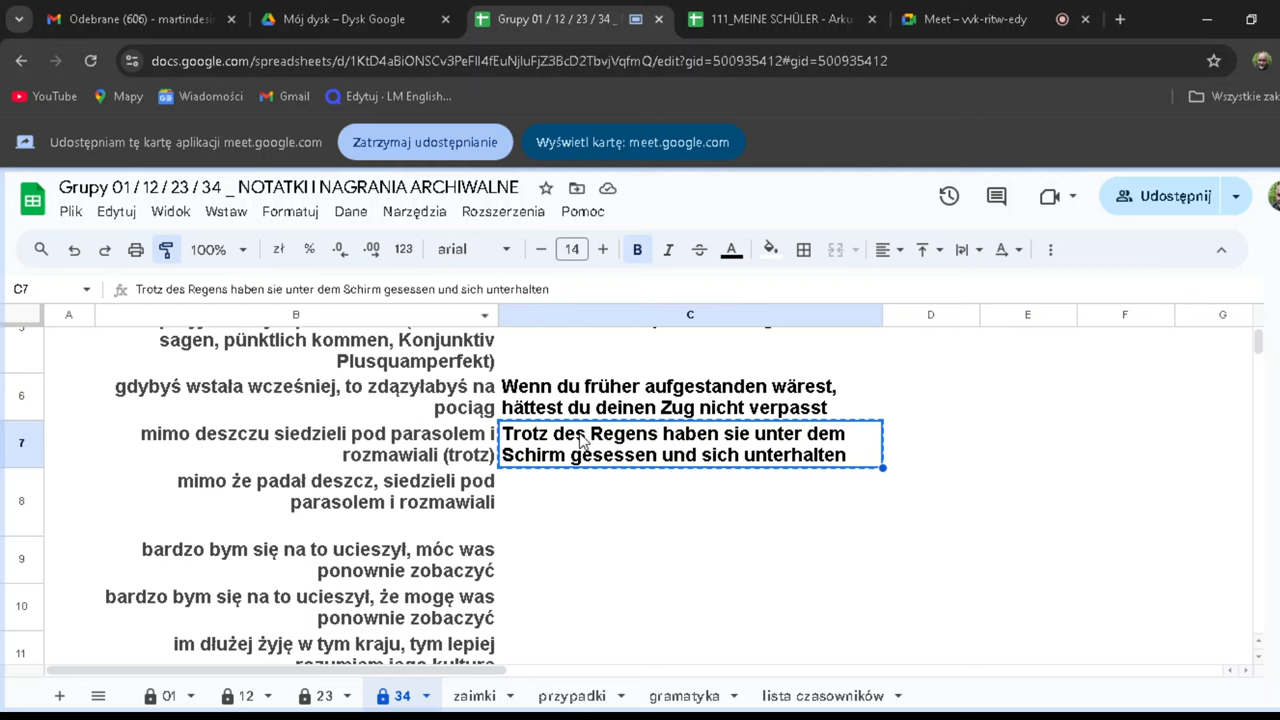 Odebrane (606) - martindesi
Mój dysk – Dysk Google
Grupy 01 / 12 / 23 / 34 _
111_MEINE SCHÜLER - Arku
Meet – vvk-ritw-edy
docs.google.com/spreadsheets/d/1KtD4aBiONSCv3PeFlI4fEuNjluFjZ3BcD2TbvjVqfmQ/edit?gid=500935412#gid=500935412
YouTube
Mapy
Wiadomości
Gmail
Edytuj - LM English...
Wszystkie zak
Udostępniam tę kartę aplikacji meet.google.com
Zatrzymaj udostępnianie
Wyświetl kartę: meet.google.com
Grupy 01 / 12 / 23 / 34 _ NOTATKI I NAGRANIA ARCHIWALNE
Udostępnij
Plik Edytuj Widok Wstaw Formatuj Dane Narzędzia Rozszerzenia Pomoc
100% zł % .0 .00 123 arial 14 B I A
C7 Trotz des Regens haben sie unter dem Schirm gesessen und sich unterhalten
A B C D E F G
sagen, pünktlich kommen, Konjunktiv
Plusquamperfekt)
6 gdybyś wstała wcześniej, to zdążyłabyś na
pociąg
Wenn du früher aufgestanden wärest,
hättest du deinen Zug nicht verpasst
7 mimo deszczu siedzieli pod parasolem i
rozmawiali (trotz)
Trotz des Regens haben sie unter dem
Schirm gesessen und sich unterhalten
8 mimo że padał deszcz, siedzieli pod
parasolem i rozmawiali
9 bardzo bym się na to ucieszył, móc was
ponownie zobaczyć
10 bardzo bym się na to ucieszył, że mogę was
ponownie zobaczyć
11 im dłużej żyję w tym kraju, tym lepiej
rozumiem jego kulturę
01 12 23 34 zaimki przypadki gramatyka lista czasowników